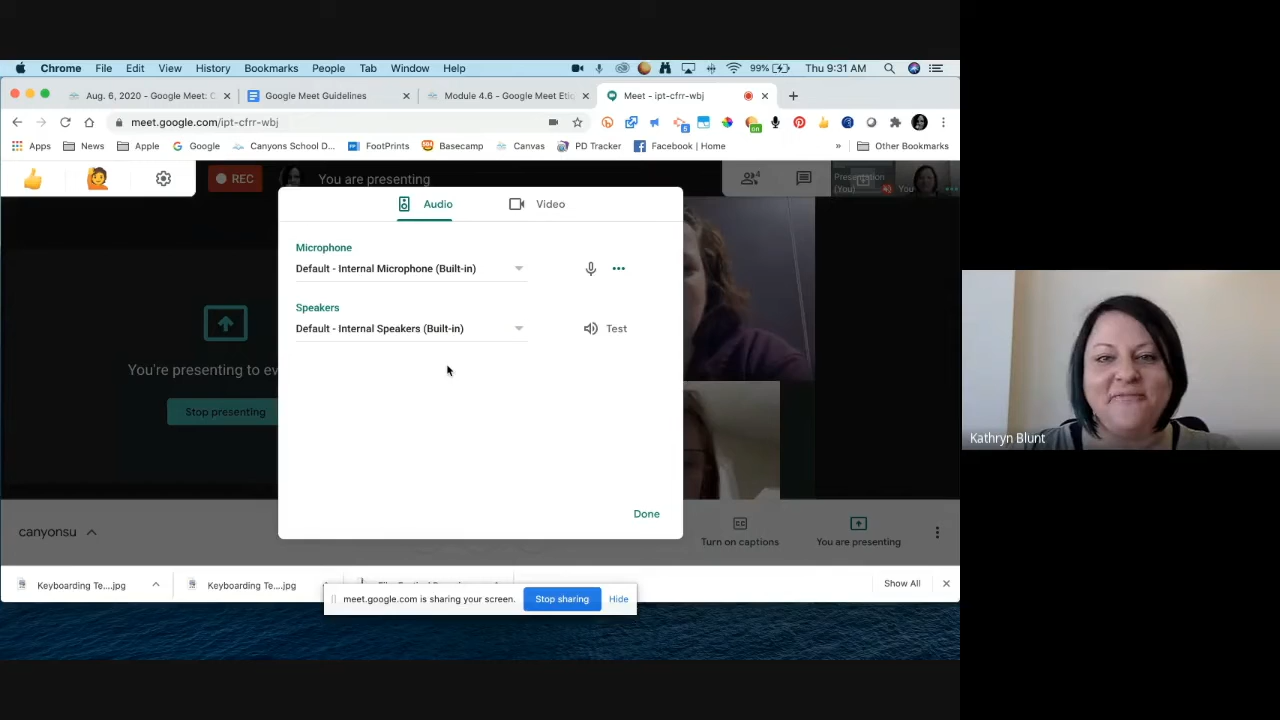 Chrome File Edit View History Bookmarks People Tab Window Help 99% Thu 9:31 AM
Aug. 6, 2020 - Google Meet: C Google Meet Guidelines Module 4.6 - Google Meet Etiq Meet - ipt-cfrr-wbj
meet.google.com/ipt-cfrr-wbj
Apps News Apple Google Canyons School D... FootPrints Basecamp Canvas PD Tracker Facebook | Home » Other Bookmarks
REC You are presenting 4 Presentation (You) You
Audio Video
Microphone
Default - Internal Microphone (Built-in)
Speakers
Default - Internal Speakers (Built-in) Test
You're presenting to ev
Stop presenting
Kathryn Blunt
Done
canyonsu Turn on captions You are presenting
Keyboarding Te....jpg Keyboarding Te....jpg Show All
meet.google.com is sharing your screen. Stop sharing Hide